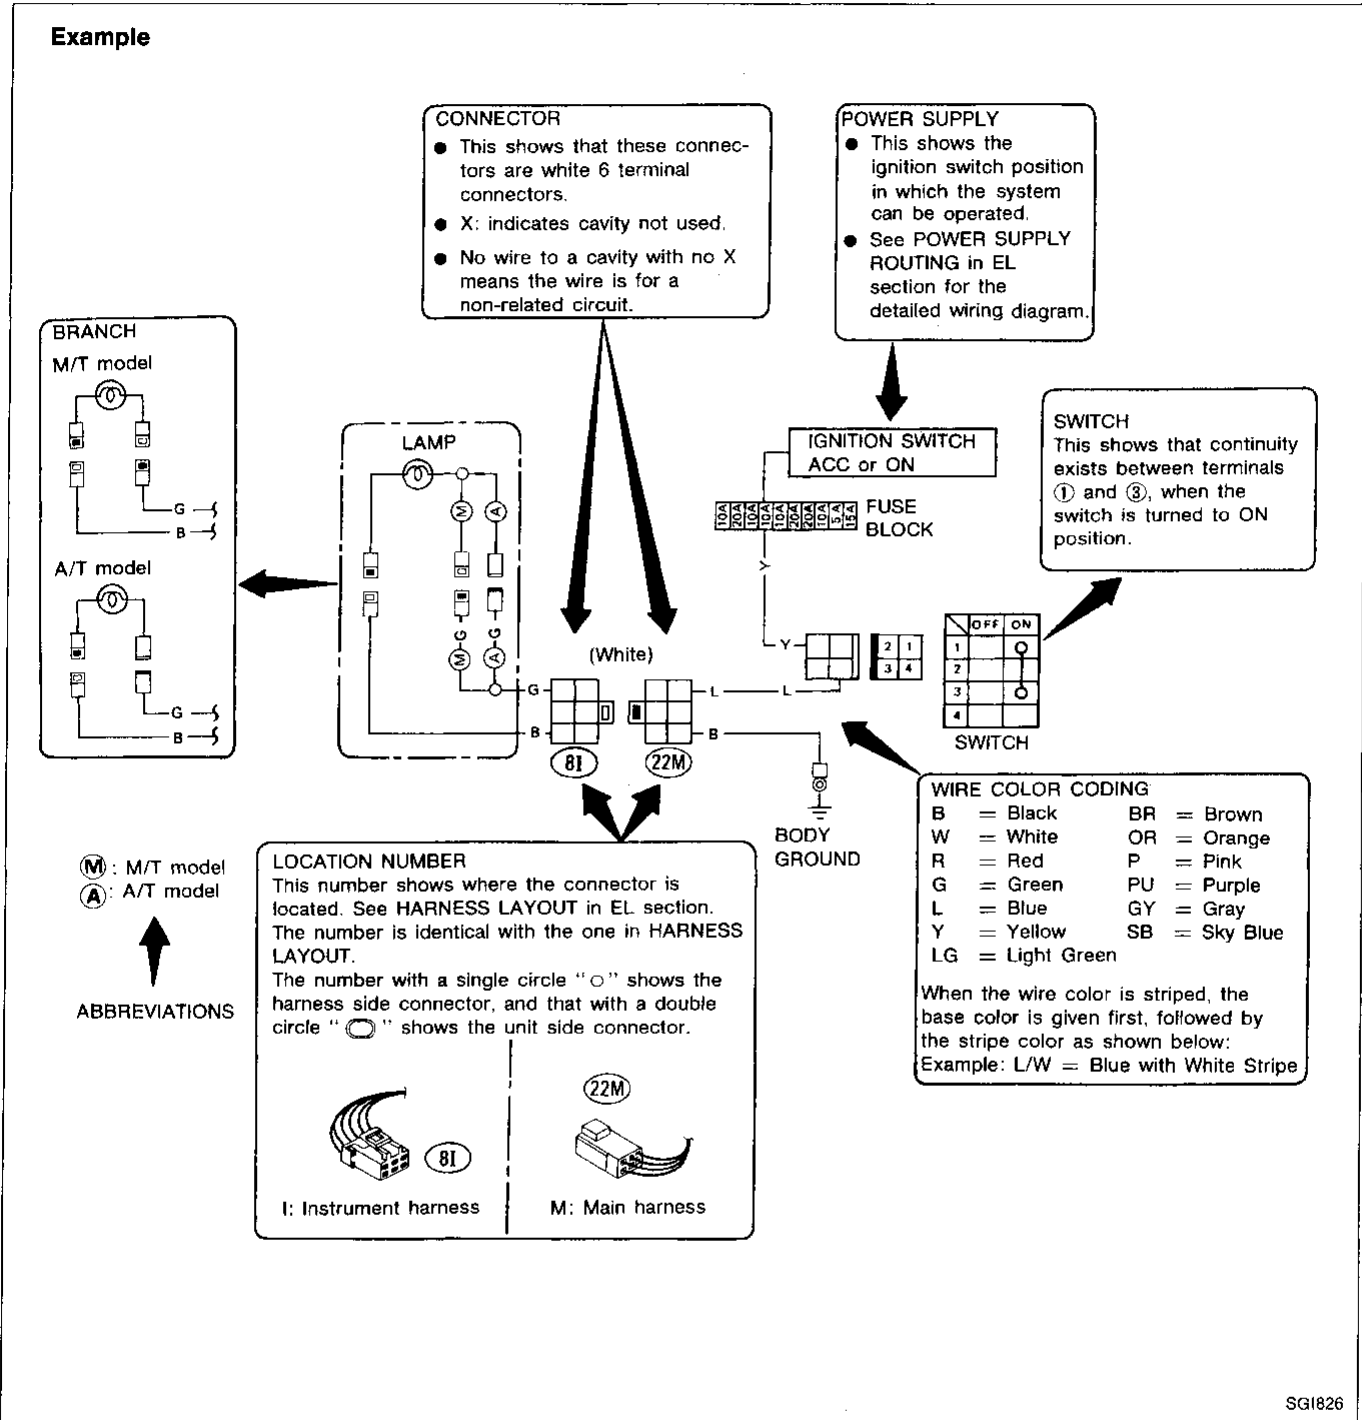 Example
CONNECTOR
● This shows that these connec-
tors are white 6 terminal
connectors.
● X: indicates cavity not used.
● No wire to a cavity with no X
means the wire is for a
non-related circuit.
POWER SUPPLY
● This shows the
ignition switch position
in which the system
can be operated.
● See POWER SUPPLY
ROUTING in EL
section for the
detailed wiring diagram.
BRANCH
M/T model
G
B
A/T model
G
B
LAMP
M
A
G
G
M
A
G
B
(White)
8I
22M
L
L
B
BODY
GROUND
IGNITION SWITCH
ACC or ON
10A 20A 10A 10A 10A 20A 20A 10A 5A 15A
FUSE
BLOCK
Y
Y
2 1
3 4
OFF ON
1
2
3
4
SWITCH
SWITCH
This shows that continuity
exists between terminals
① and ③, when the
switch is turned to ON
position.
WIRE COLOR CODING
B = Black BR = Brown
W = White OR = Orange
R = Red P = Pink
G = Green PU = Purple
L = Blue GY = Gray
Y = Yellow SB = Sky Blue
LG = Light Green
When the wire color is striped, the
base color is given first, followed by
the stripe color as shown below:
Example: L/W = Blue with White Stripe
Ⓜ: M/T model
Ⓐ: A/T model
ABBREVIATIONS
LOCATION NUMBER
This number shows where the connector is
located. See HARNESS LAYOUT in EL section.
The number is identical with the one in HARNESS
LAYOUT.
The number with a single circle "○" shows the
harness side connector, and that with a double
circle "◯" shows the unit side connector.
8I
I: Instrument harness
22M
M: Main harness
SGI826